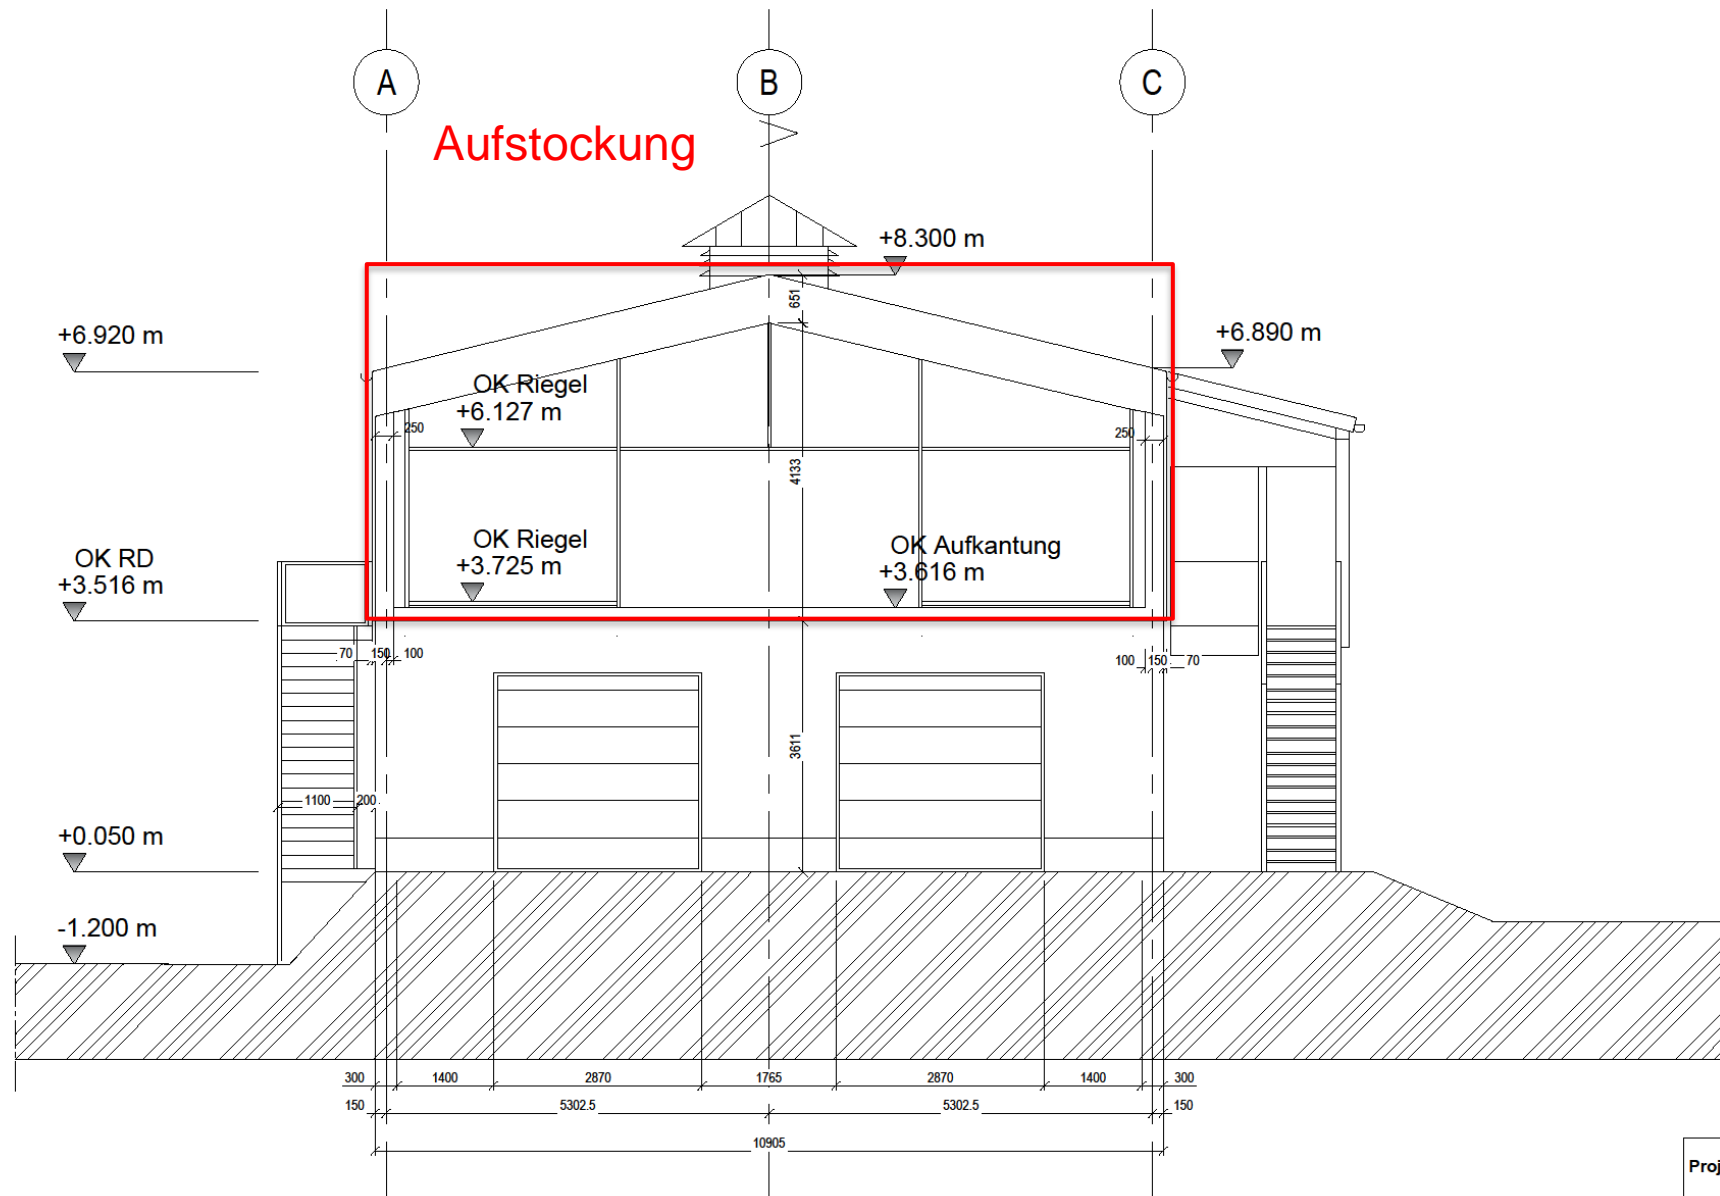 A
B
C
Aufstockung
+8.300 m
651
+6.920 m
+6.890 m
OK Riegel
+6.127 m
250
250
4133
OK Riegel
+3.725 m
OK Aufkantung
+3.616 m
OK RD
+3.516 m
70
150
100
100
150
70
3611
1100
200
+0.050 m
-1.200 m
300
1400
2870
1765
2870
1400
300
150
5302.5
5302.5
150
10905
Proj